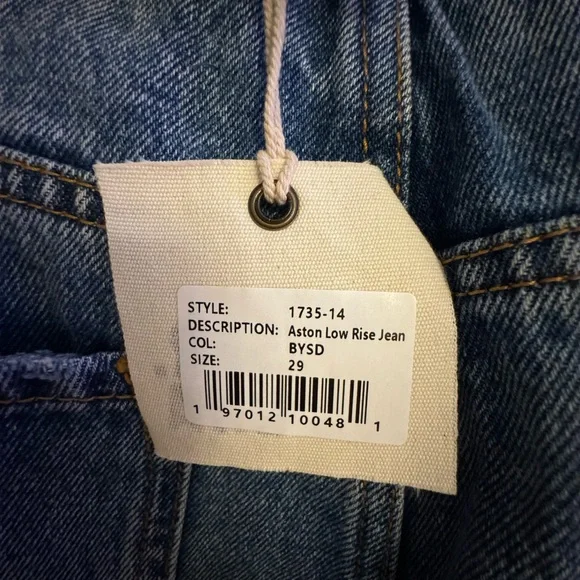 STYLE: 1735-14
DESCRIPTION: Aston Low Rise Jean
COL: BYSD
SIZE: 29
1 97012 10048 1